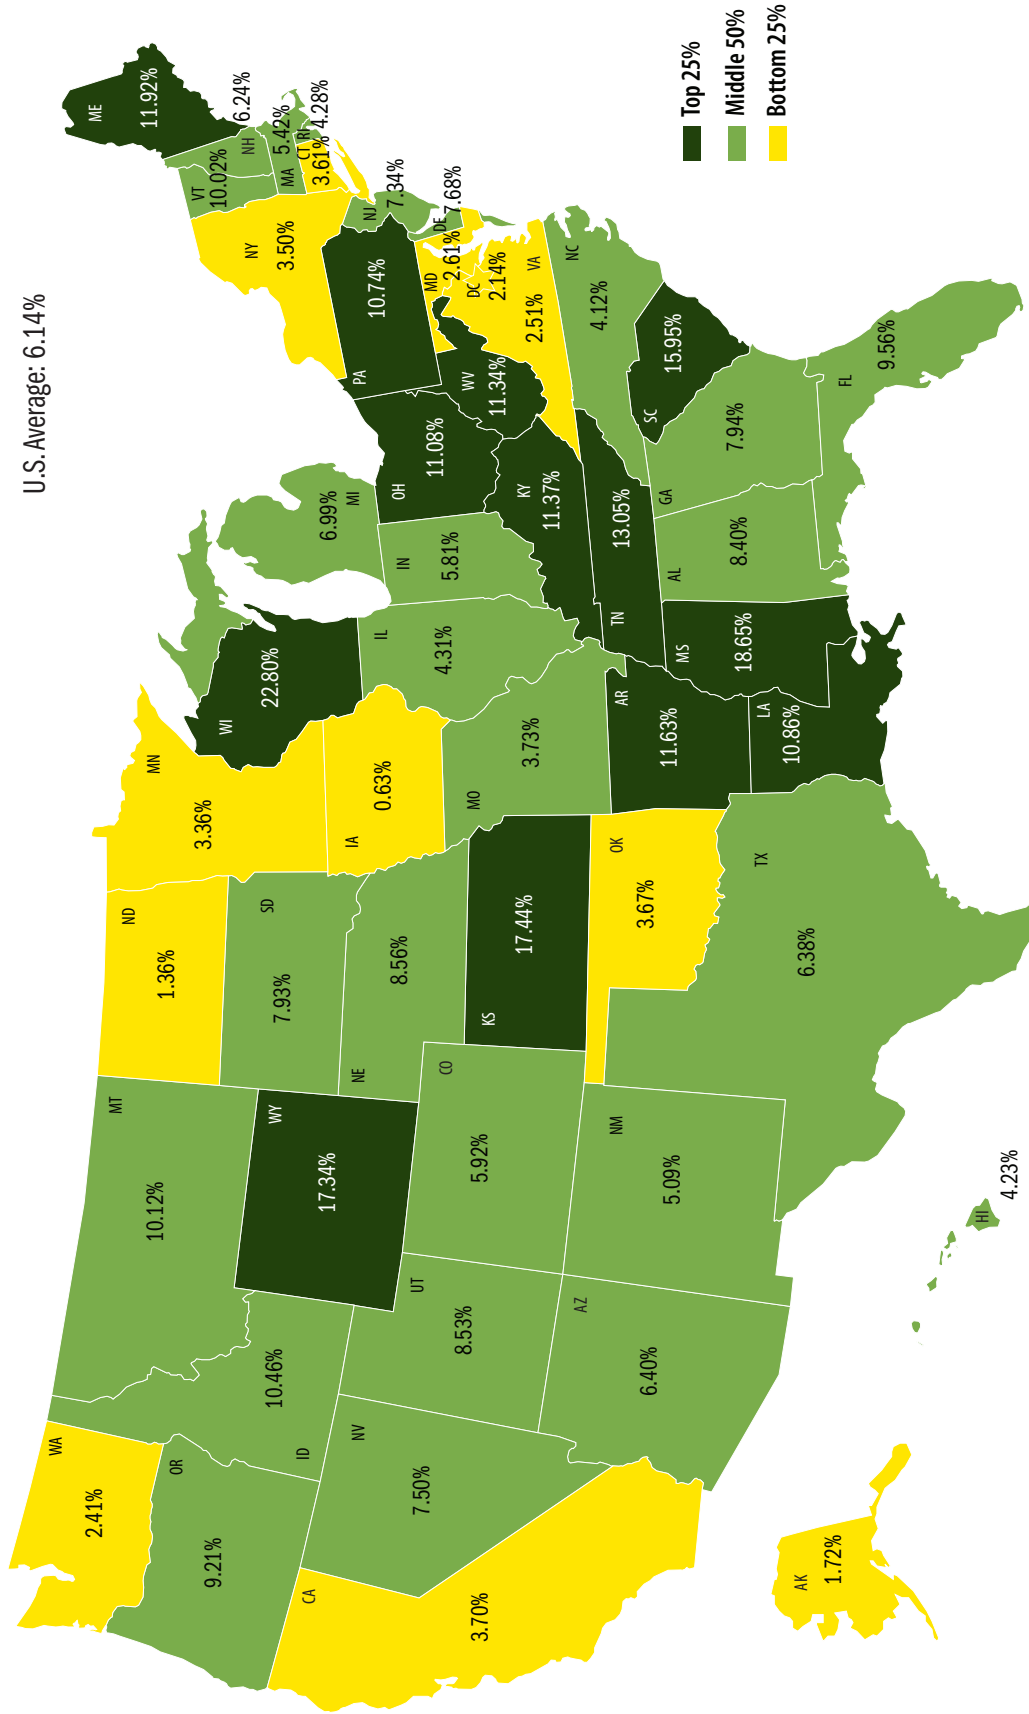 U.S. Average: 6.14%
WA
2.41%
OR
9.21%
CA
3.70%
ID
10.46%
NV
7.50%
MT
10.12%
WY
17.34%
UT
8.53%
AZ
6.40%
CO
5.92%
NM
5.09%
ND
1.36%
SD
7.93%
NE
8.56%
KS
17.44%
OK
3.67%
TX
6.38%
MN
3.36%
IA
0.63%
MO
3.73%
AR
11.63%
LA
10.86%
WI
22.80%
IL
4.31%
MS
18.65%
MI
6.99%
IN
5.81%
OH
11.08%
KY
11.37%
TN
13.05%
AL
8.40%
GA
7.94%
FL
9.56%
SC
15.95%
NC
4.12%
VA
2.51%
WV
11.34%
DC
2.14%
MD
2.61%
DE
7.68%
PA
10.74%
NJ
7.34%
NY
3.50%
CT
3.61%
RI
4.28%
MA
5.42%
VT
10.02%
NH
6.24%
ME
11.92%
AK
1.72%
HI
4.23%
Top 25%
Middle 50%
Bottom 25%